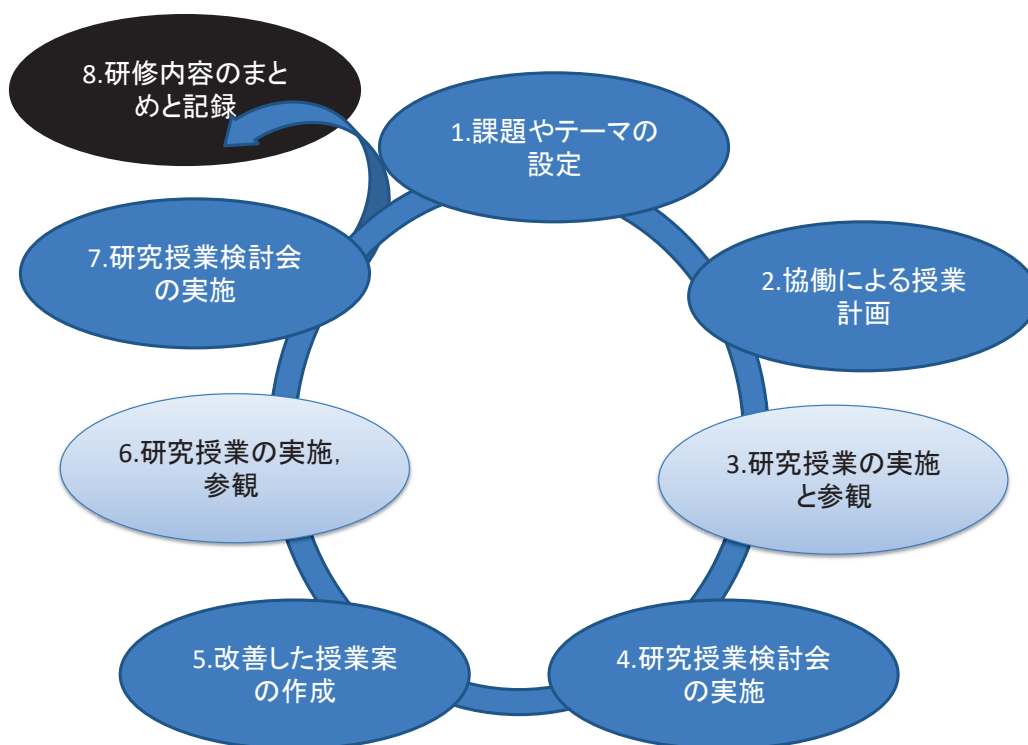 8.研修内容のまと
めと記録
1.課題やテーマの
設定
2.協働による授業
計画
3.研究授業の実施
と参観
4.研究授業検討会
の実施
5.改善した授業案
の作成
6.研究授業の実施,
参観
7.研究授業検討会
の実施